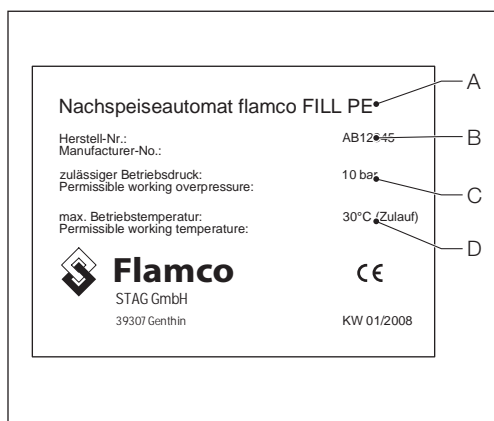 Nachspeiseautomat flamco FILL PE
A
Herstell-Nr.: AB12345
B
Manufacturer-No.:
zulässiger Betriebsdruck: 10 bar
Permissible working overpressure:
C
max. Betriebstemperatur: 30°C (Zulauf)
Permissible working temperature:
D
Flamco
CE
STAG GmbH
39307 Genthin KW 01/2008